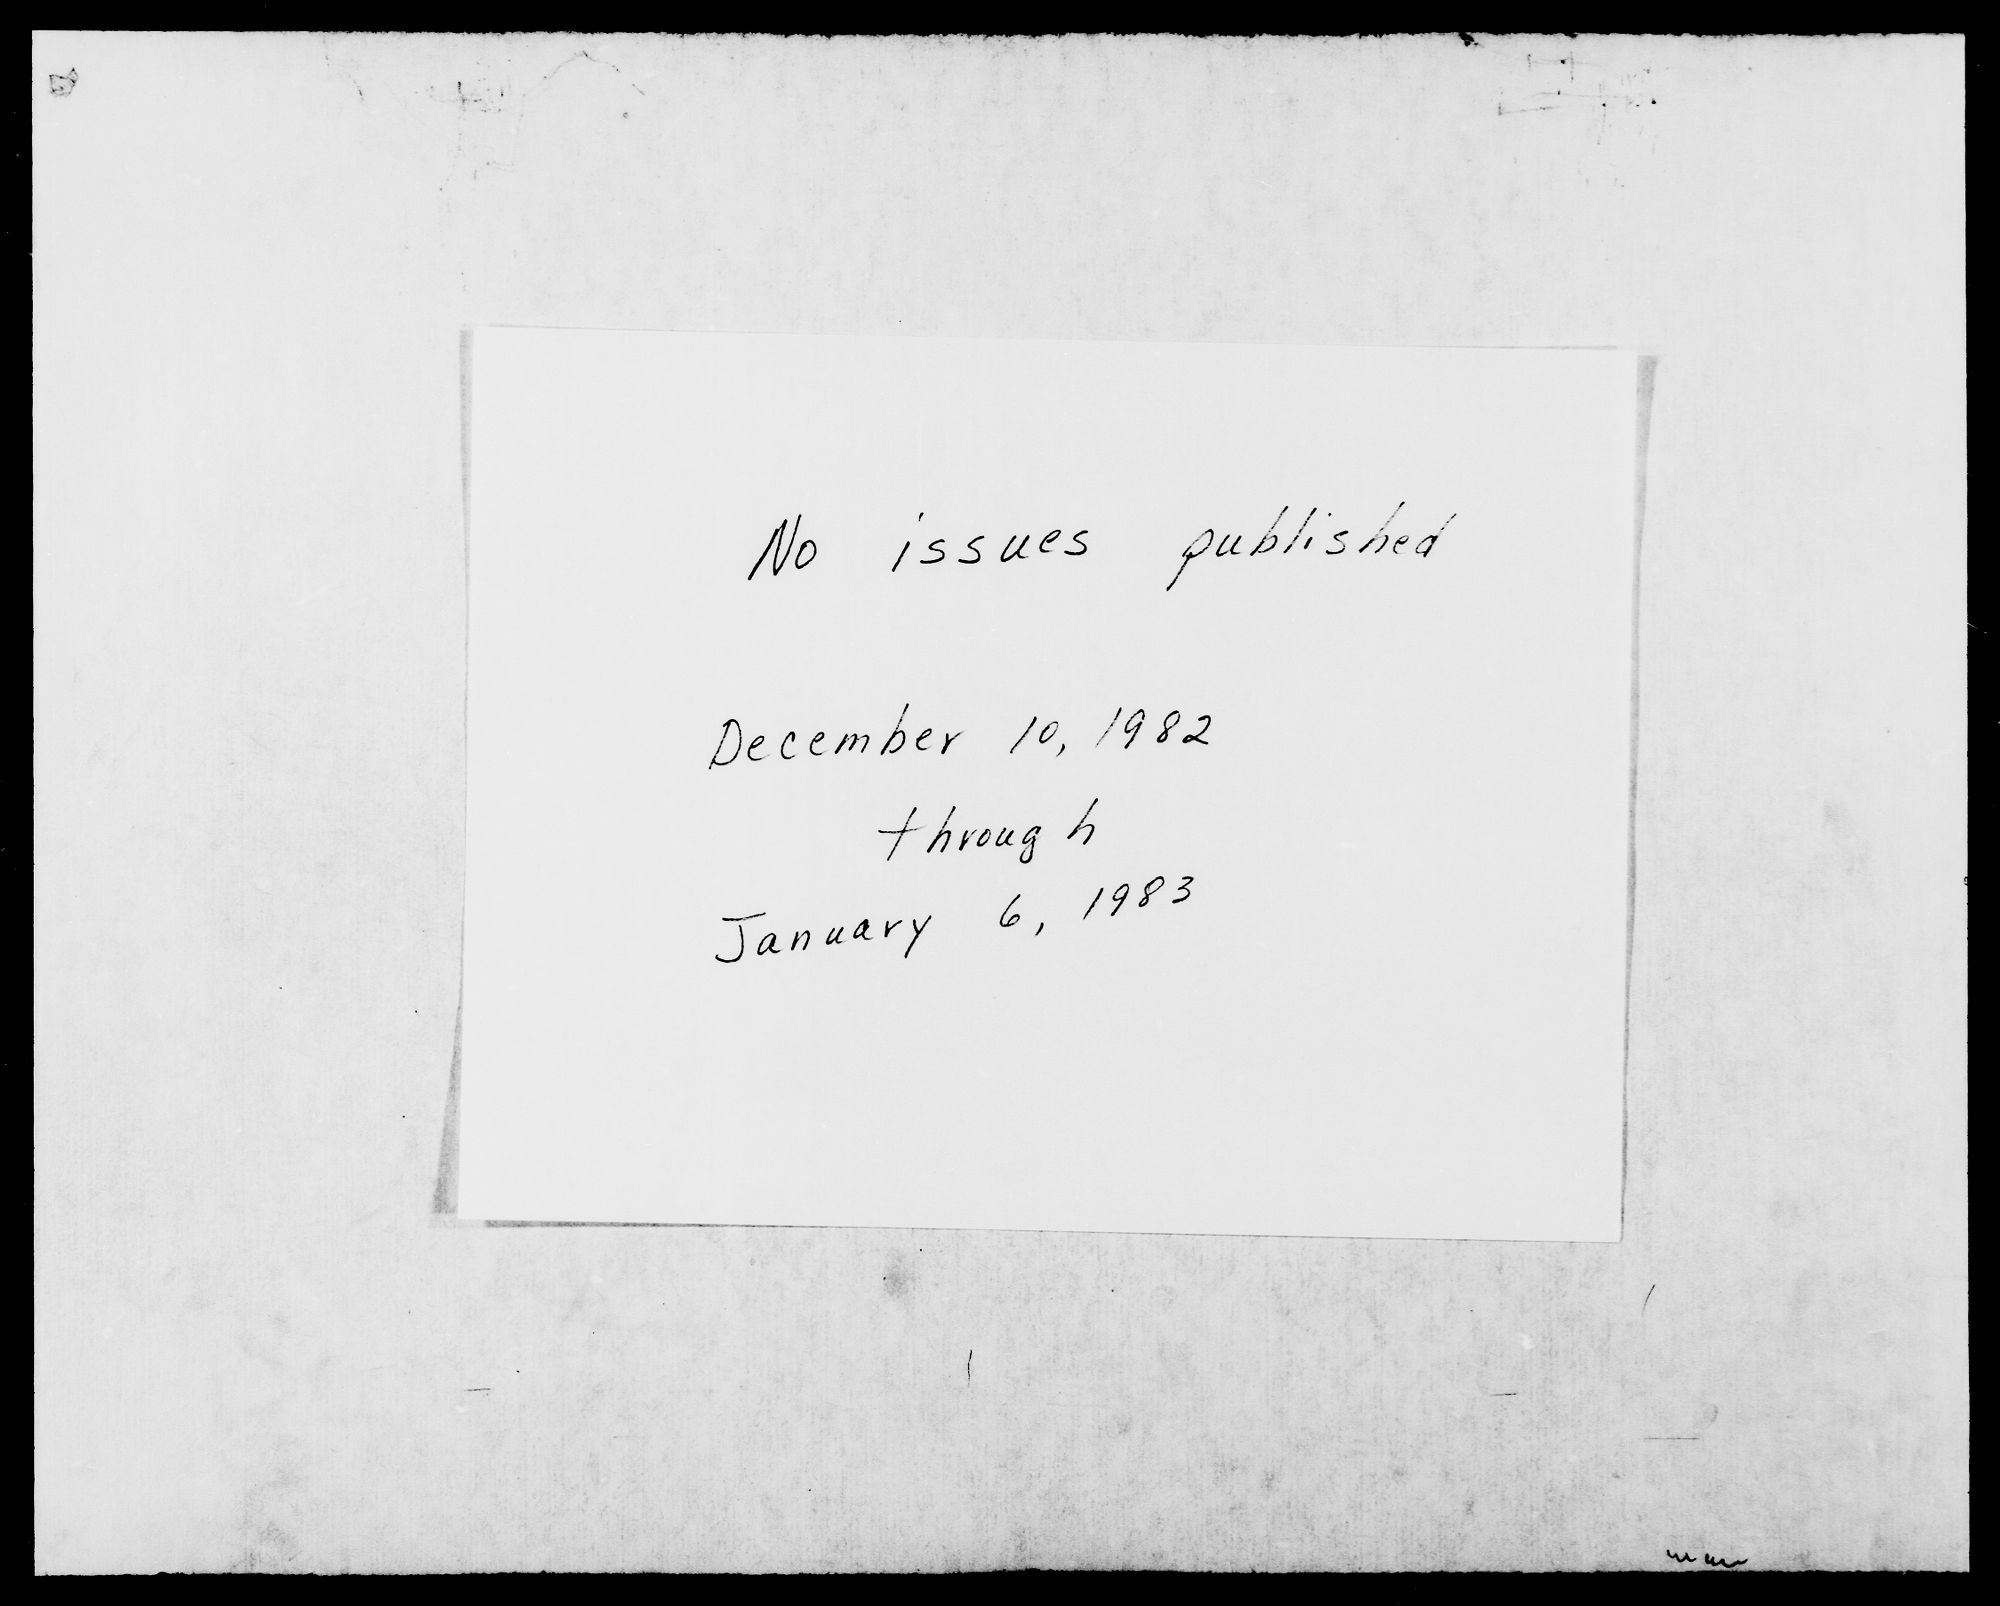 No issues published
December 10, 1982
through
January 6, 1983